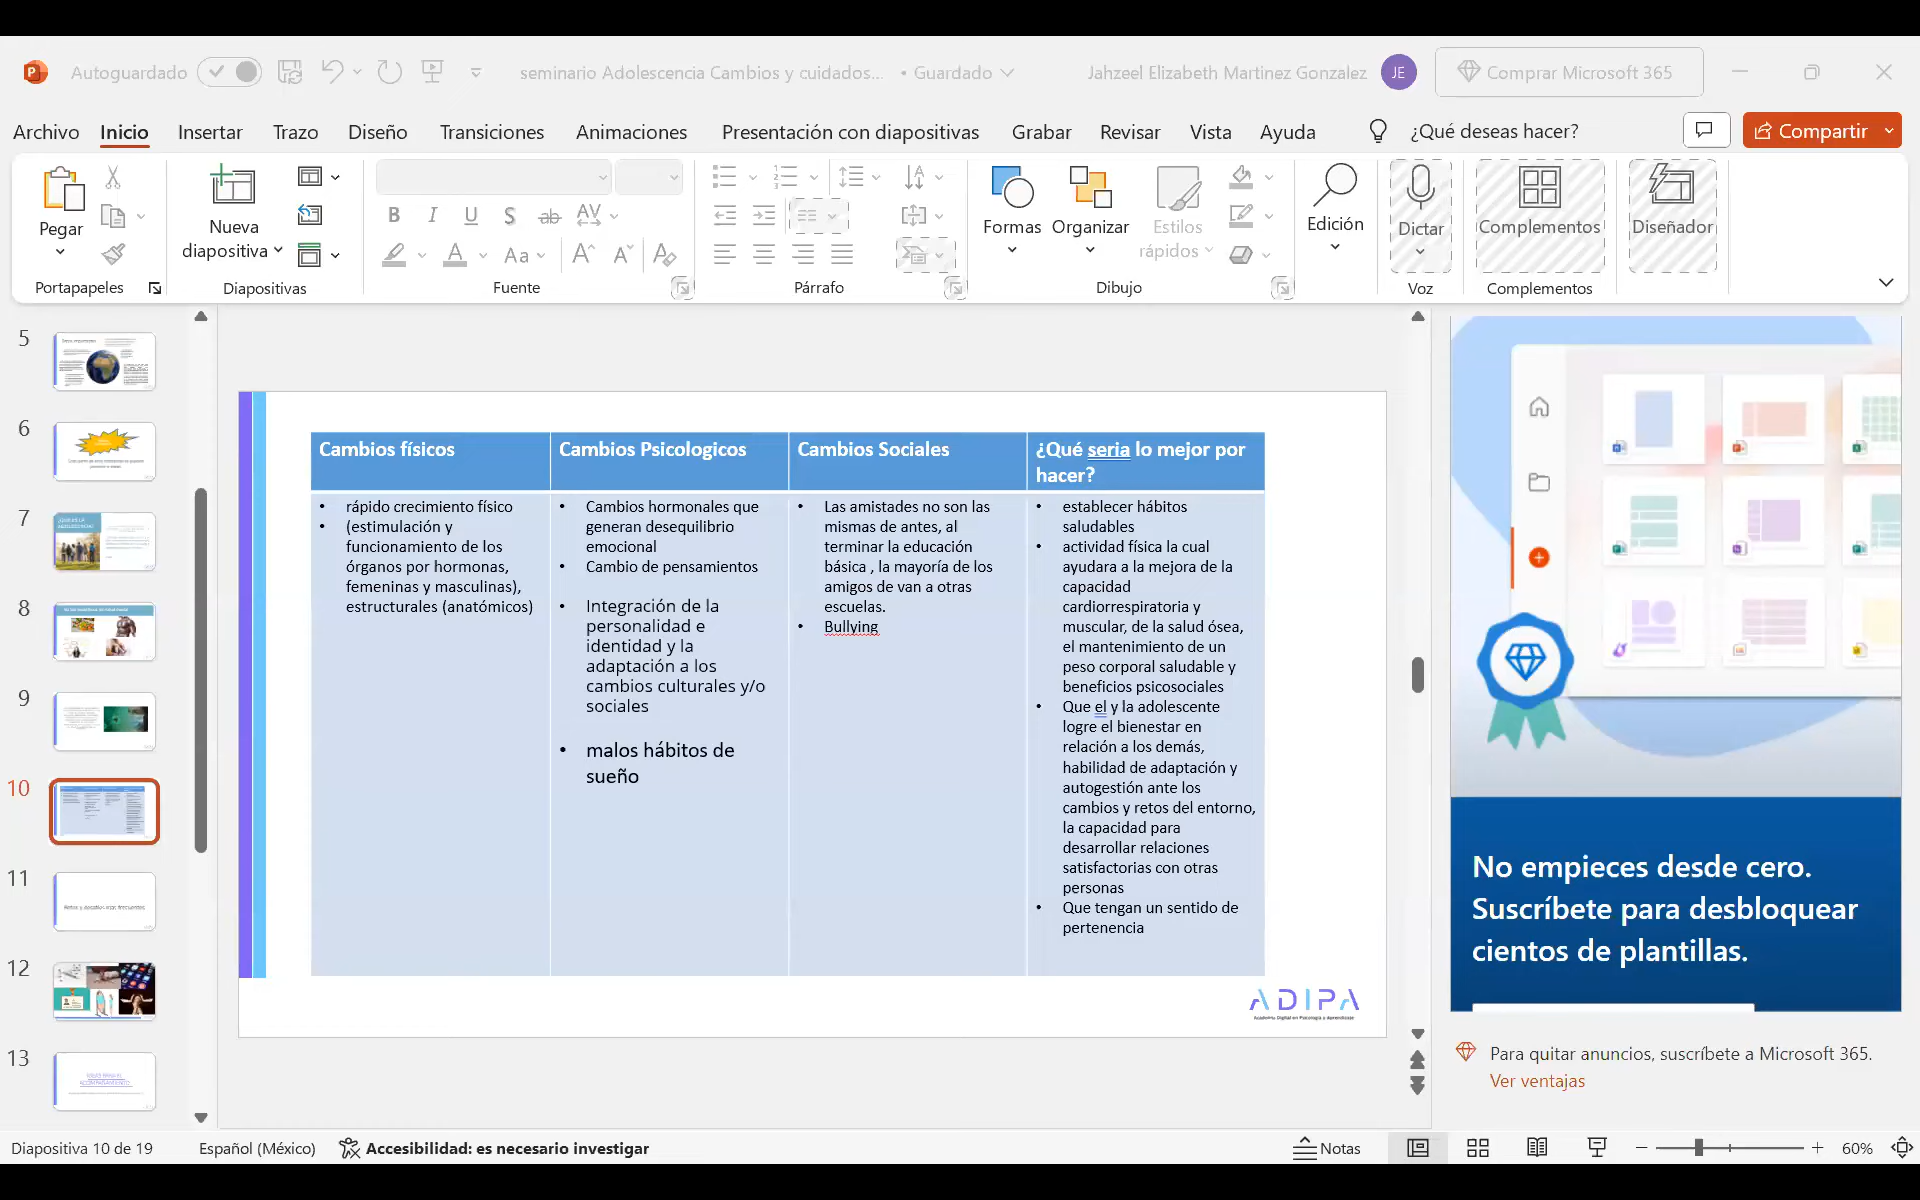 Autoguardado
seminario Adolescencia Cambios y cuidados... • Guardado
Jahzeel Elizabeth Martinez Gonzalez
JE
Comprar Microsoft 365
Archivo Inicio Insertar Trazo Diseño Transiciones Animaciones Presentación con diapositivas Grabar Revisar Vista Ayuda
¿Qué deseas hacer?
Compartir
Pegar
Portapapeles
Nueva
diapositiva
Diapositivas
N K S S ab AV
Aa
Fuente
Párrafo
Formas
Organizar
Estilos
rápidos
Dibujo
Edición
Dictar
Voz
Complementos
Complementos
Diseñador
5
6
7
8
9
10
11
12
13
Cambios físicos
rápido crecimiento físico
(estimulación y
funcionamiento de los
órganos por hormonas,
femeninas y masculinas),
estructurales (anatómicos)
Cambios Psicologicos
Cambios hormonales que
generan desequilibrio
emocional
Cambio de pensamientos
Integración de la
personalidad e
identidad y la
adaptación a los
cambios culturales y/o
sociales
malos hábitos de
sueño
Cambios Sociales
Las amistades no son las
mismas de antes, al
terminar la educación
básica , la mayoría de los
amigos de van a otras
escuelas.
Bullying
¿Qué seria lo mejor por
hacer?
establecer hábitos
saludables
actividad física la cual
ayudara a la mejora de la
capacidad
cardiorrespiratoria y
muscular, de la salud ósea,
el mantenimiento de un
peso corporal saludable y
beneficios psicosociales
Que el y la adolescente
logre el bienestar en
relación a los demás,
habilidad de adaptación y
autogestión ante los
cambios y retos del entorno,
la capacidad para
desarrollar relaciones
satisfactorias con otras
personas
Que tengan un sentido de
pertenencia
ADIPA
Academia Digital en Psicología y Aprendizaje
No empieces desde cero.
Suscríbete para desbloquear
cientos de plantillas.
Para quitar anuncios, suscríbete a Microsoft 365.
Ver ventajas
Diapositiva 10 de 19
Español (México)
Accesibilidad: es necesario investigar
Notas
60%